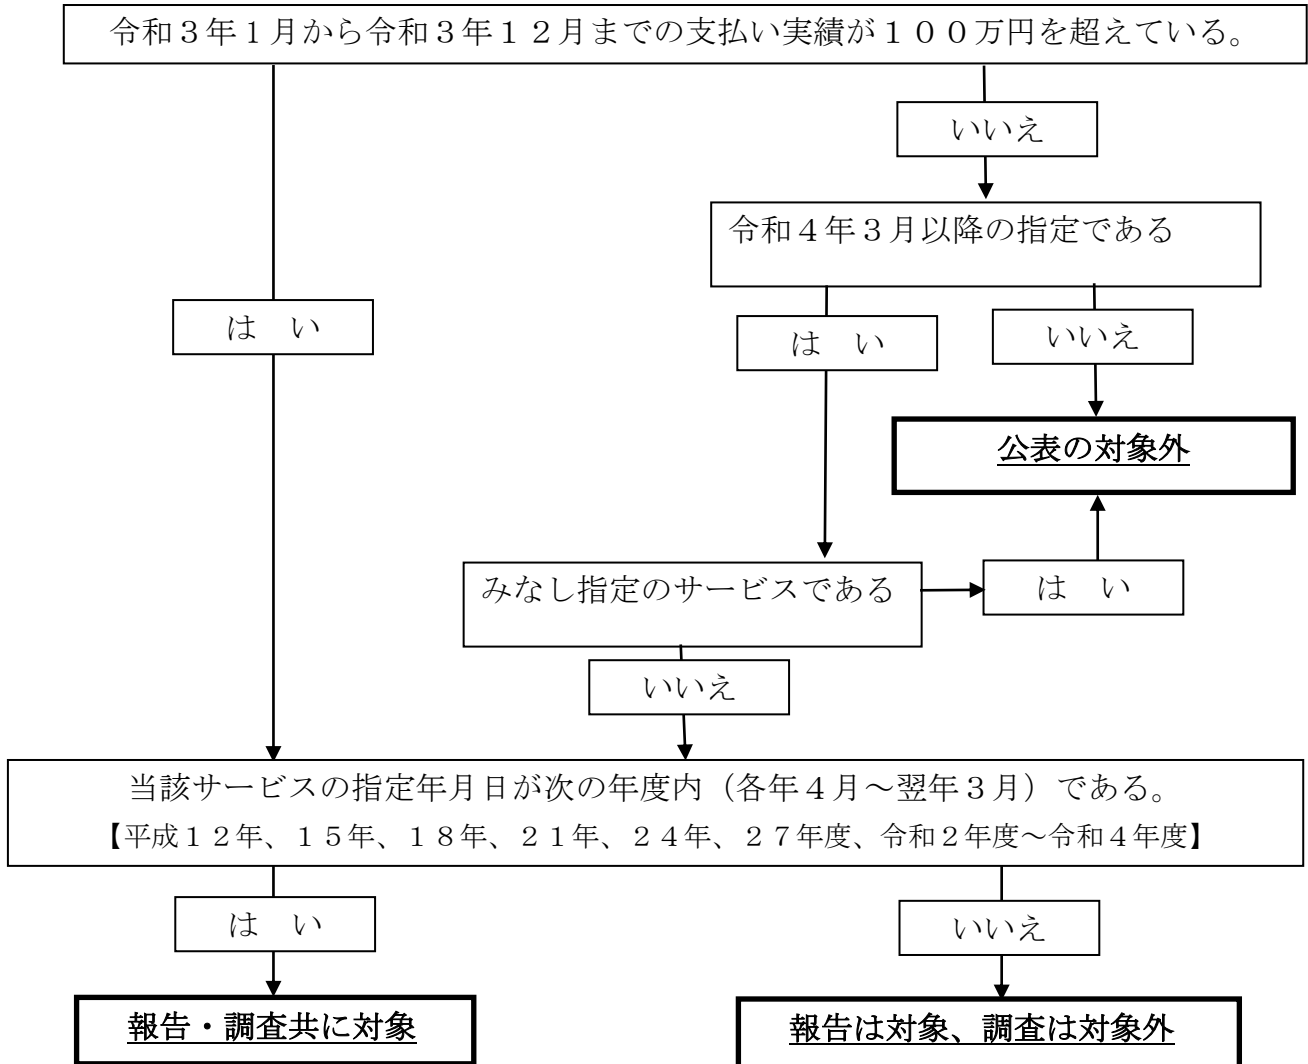 令和３年１月から令和３年１２月までの支払い実績が１００万円を超えている。
いいえ
令和４年３月以降の指定である
は　い
は　い
いいえ
公表の対象外
みなし指定のサービスである
は　い
いいえ
当該サービスの指定年月日が次の年度内（各年４月～翌年３月）である。
【平成１２年、１５年、１８年、２１年、２４年、２７年度、令和２年度～令和４年度】
は　い
いいえ
報告・調査共に対象
報告は対象、調査は対象外